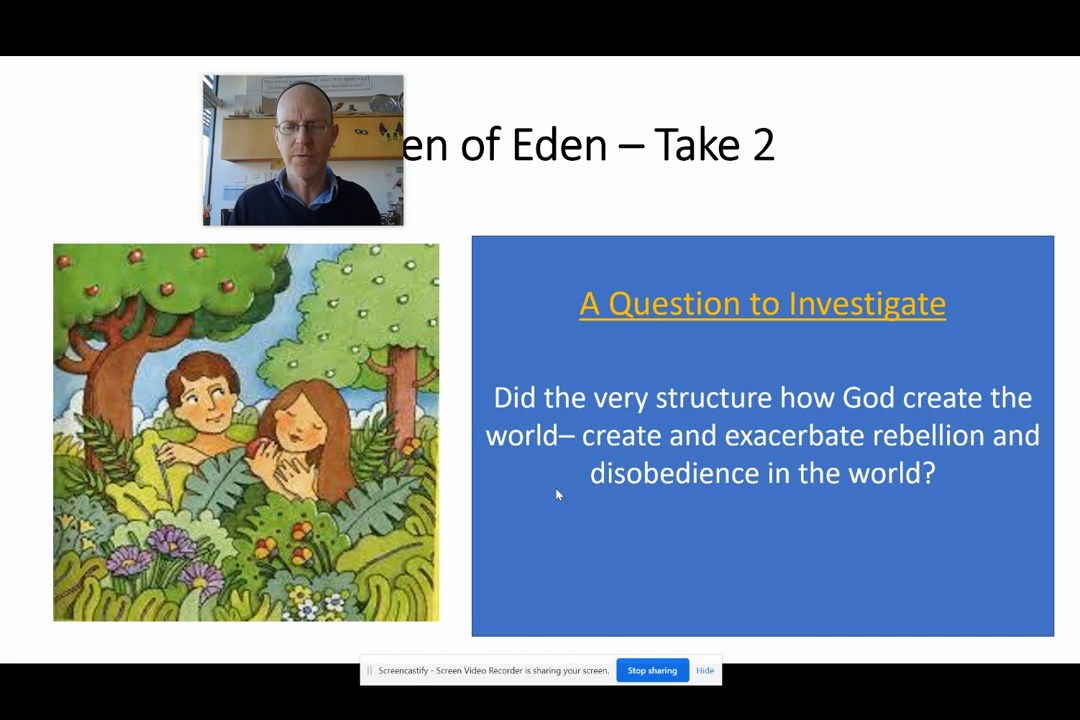 en of Eden – Take 2
A Question to Investigate
Did the very structure how God create the
world– create and exacerbate rebellion and
disobedience in the world?
Screencastify - Screen Video Recorder is sharing your screen. Stop sharing Hide